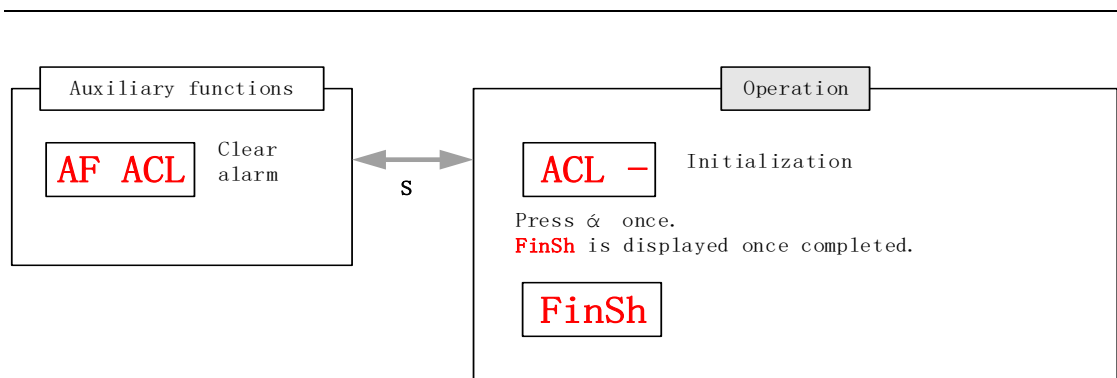 Auxiliary functions
AF ACL
Clear
alarm
S
Operation
ACL -
Initialization
Press ά once.
FinSh is displayed once completed.
FinSh